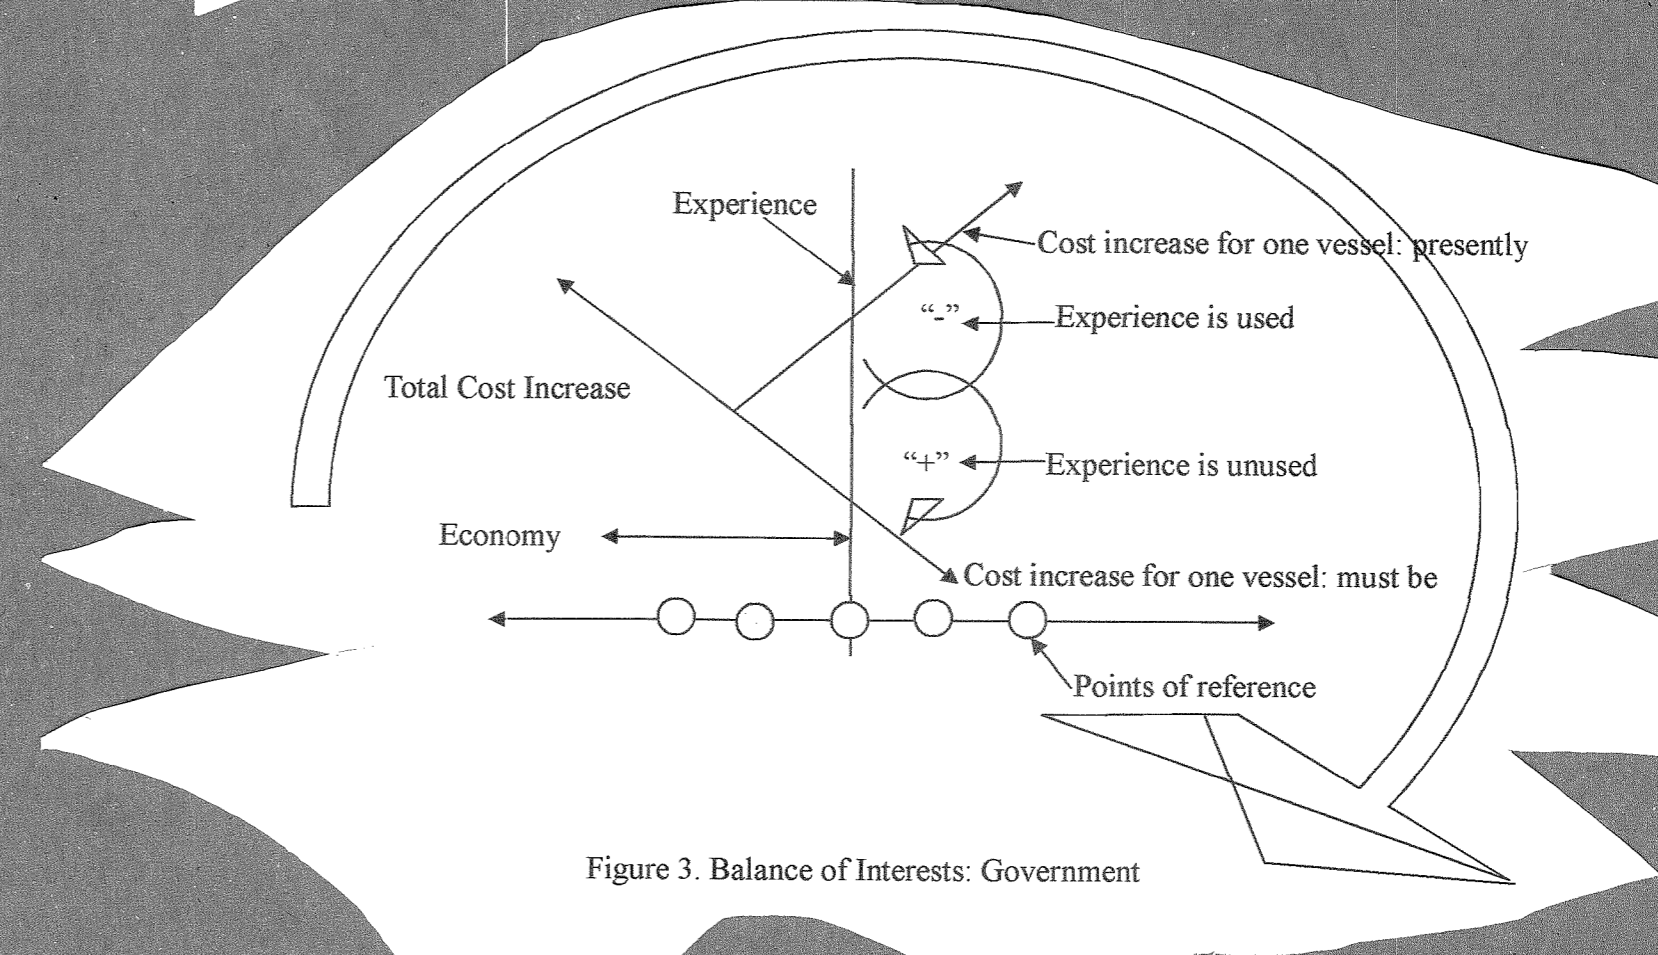 Experience
Cost increase for one vessel: presently
“-”
Experience is used
Total Cost Increase
“+”
Experience is unused
Economy
Cost increase for one vessel: must be
Points of reference
Figure 3. Balance of Interests: Government